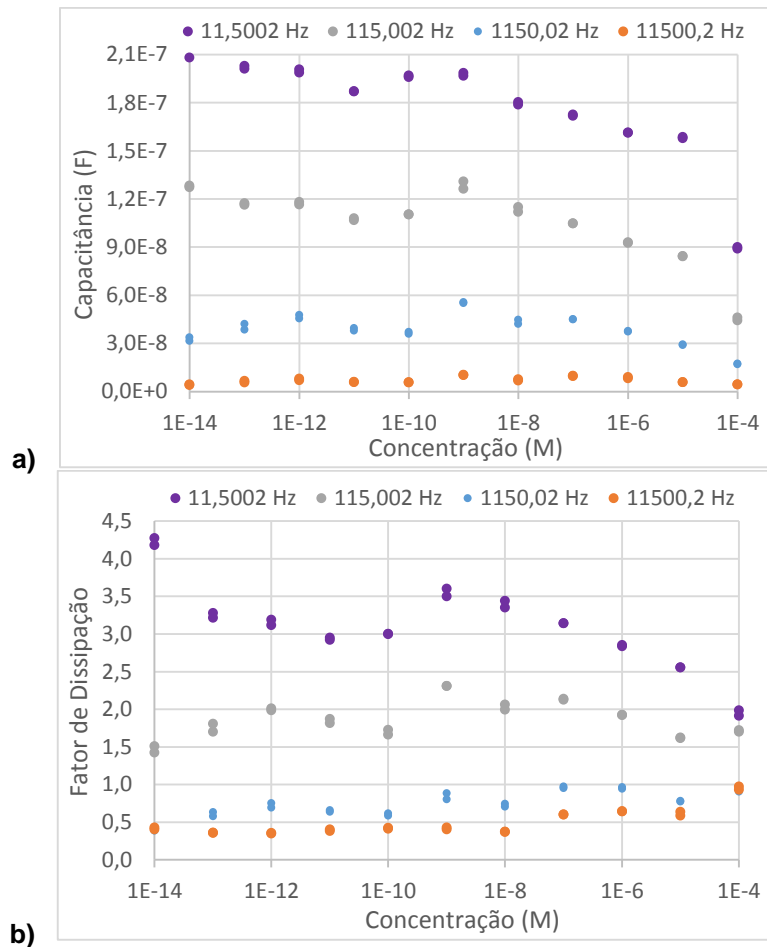 11,5002 Hz 115,002 Hz 1150,02 Hz 11500,2 Hz
2,1E-7
1,8E-7
1,5E-7
1,2E-7
9,0E-8
6,0E-8
3,0E-8
0,0E+0
Capacitância (F)
1E-14 1E-12 1E-10 1E-8 1E-6 1E-4
Concentração (M)
a)
11,5002 Hz 115,002 Hz 1150,02 Hz 11500,2 Hz
4,5
4,0
3,5
3,0
2,5
2,0
1,5
1,0
0,5
0,0
Fator de Dissipação
1E-14 1E-12 1E-10 1E-8 1E-6 1E-4
Concentração (M)
b)